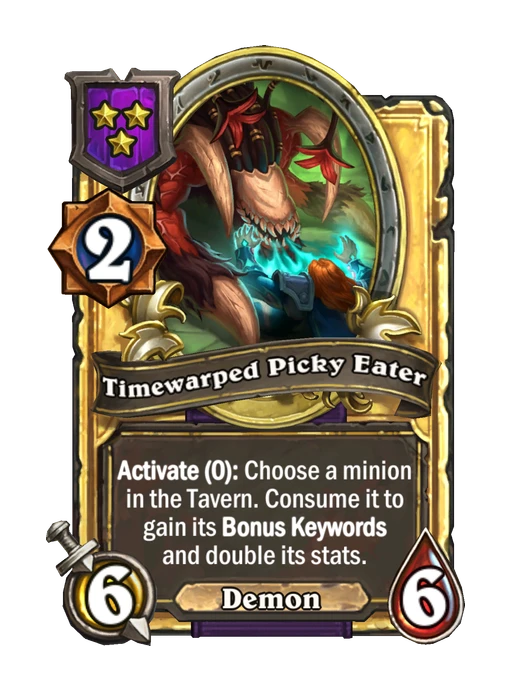 2
Timewarped Picky Eater
Activate (0): Choose a minion
in the Tavern. Consume it to
gain its Bonus Keywords
and double its stats.
6
Demon
6